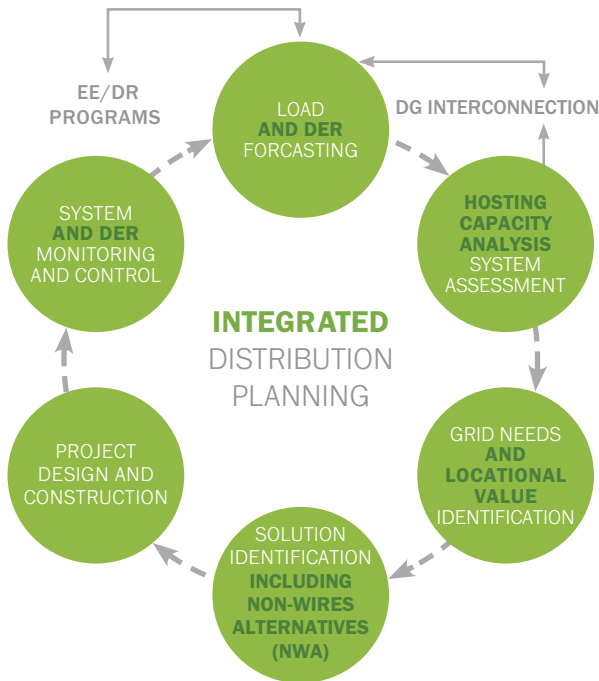 EE/DR
PROGRAMS
LOAD
AND DER
FORCASTING
DG INTERCONNECTION
HOSTING
CAPACITY
ANALYSIS
SYSTEM
ASSESSMENT
GRID NEEDS
AND
LOCATIONAL
VALUE
IDENTIFICATION
SOLUTION
IDENTIFICATION
INCLUDING
NON-WIRES
ALTERNATIVES
(NWA)
PROJECT
DESIGN AND
CONSTRUCTION
SYSTEM
AND DER
MONITORING
AND CONTROL
INTEGRATED
DISTRIBUTION
PLANNING